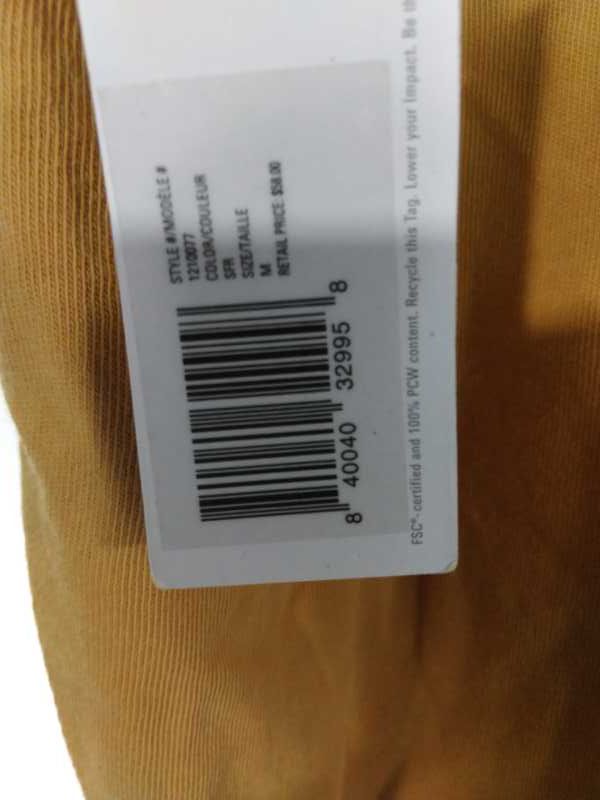 STYLE #/MODÈLE #
1210077
COLOR/COULEUR
SFR
SIZE/TAILLE
M
RETAIL PRICE $58.00
8 40040 32995 8
FSC®-certified and 100% PCW content. Recycle this Tag. Lower your Impact. Be